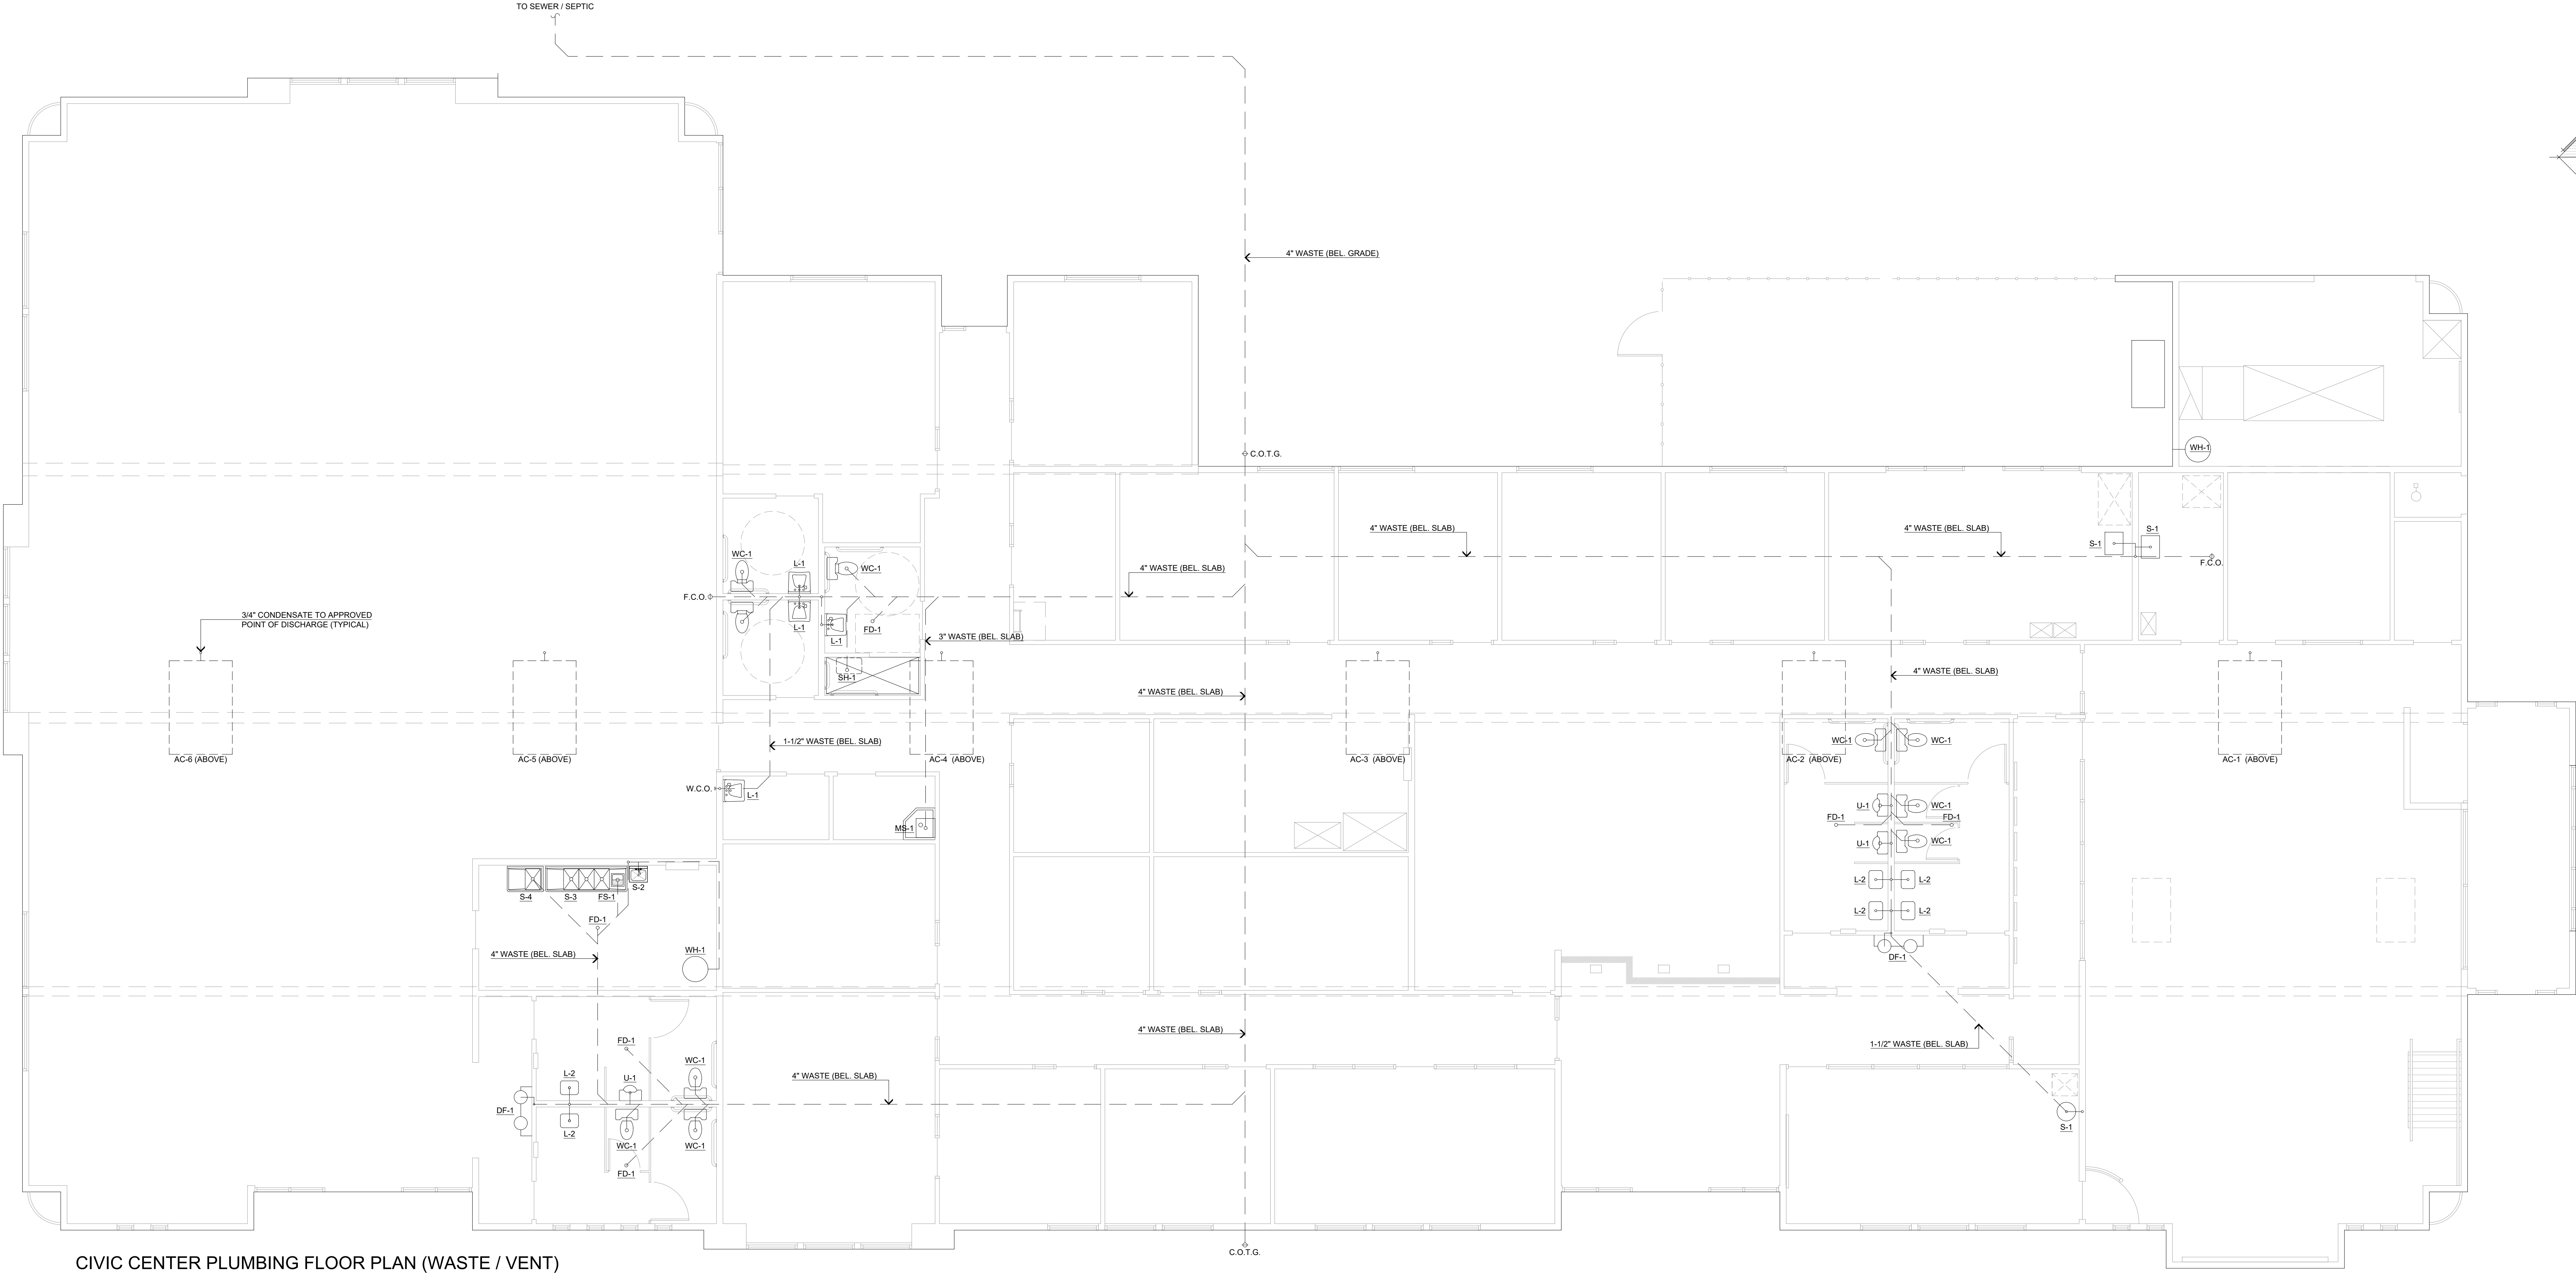 TO SEWER / SEPTIC
4" WASTE (BEL. GRADE)
C.O.T.G.
WH-1
4" WASTE (BEL. SLAB)
4" WASTE (BEL. SLAB)
S-1
S-1
F.C.O.
WC-1
L-1
WC-1
4" WASTE (BEL. SLAB)
F.C.O.
L-1
L-1
FD-1
3/4" CONDENSATE TO APPROVED
POINT OF DISCHARGE (TYPICAL)
3" WASTE (BEL. SLAB)
SH-1
4" WASTE (BEL. SLAB)
4" WASTE (BEL. SLAB)
1-1/2" WASTE (BEL. SLAB)
WC-1
WC-1
AC-6 (ABOVE)
AC-5 (ABOVE)
AC-4 (ABOVE)
AC-3 (ABOVE)
AC-2 (ABOVE)
AC-1 (ABOVE)
W.C.O.
L-1
U-1
WC-1
MS-1
FD-1
FD-1
U-1
WC-1
S-2
L-2
L-2
S-4
S-3
FS-1
L-2
L-2
FD-1
4" WASTE (BEL. SLAB)
WH-1
DF-1
4" WASTE (BEL. SLAB)
FD-1
1-1/2" WASTE (BEL. SLAB)
WC-1
L-2
U-1
4" WASTE (BEL. SLAB)
DF-1
L-2
WC-1
WC-1
S-1
FD-1
C.O.T.G.
CIVIC CENTER PLUMBING FLOOR PLAN (WASTE / VENT)